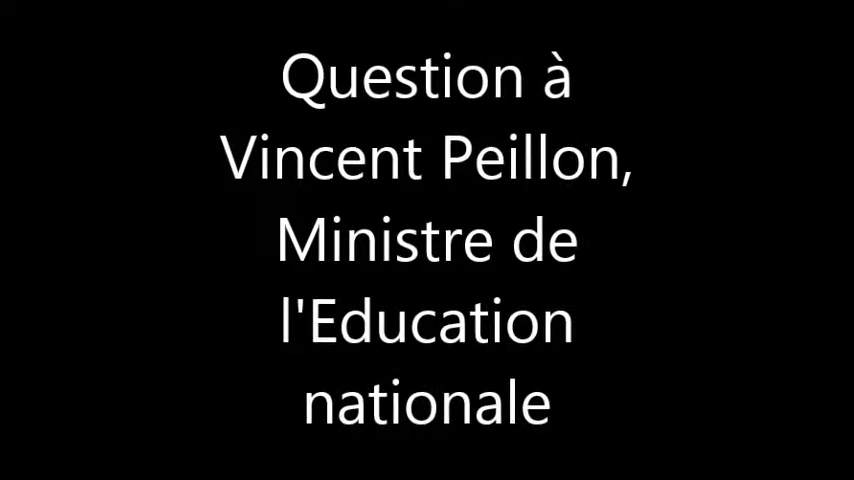 Question à
Vincent Peillon,
Ministre de
l'Education
nationale